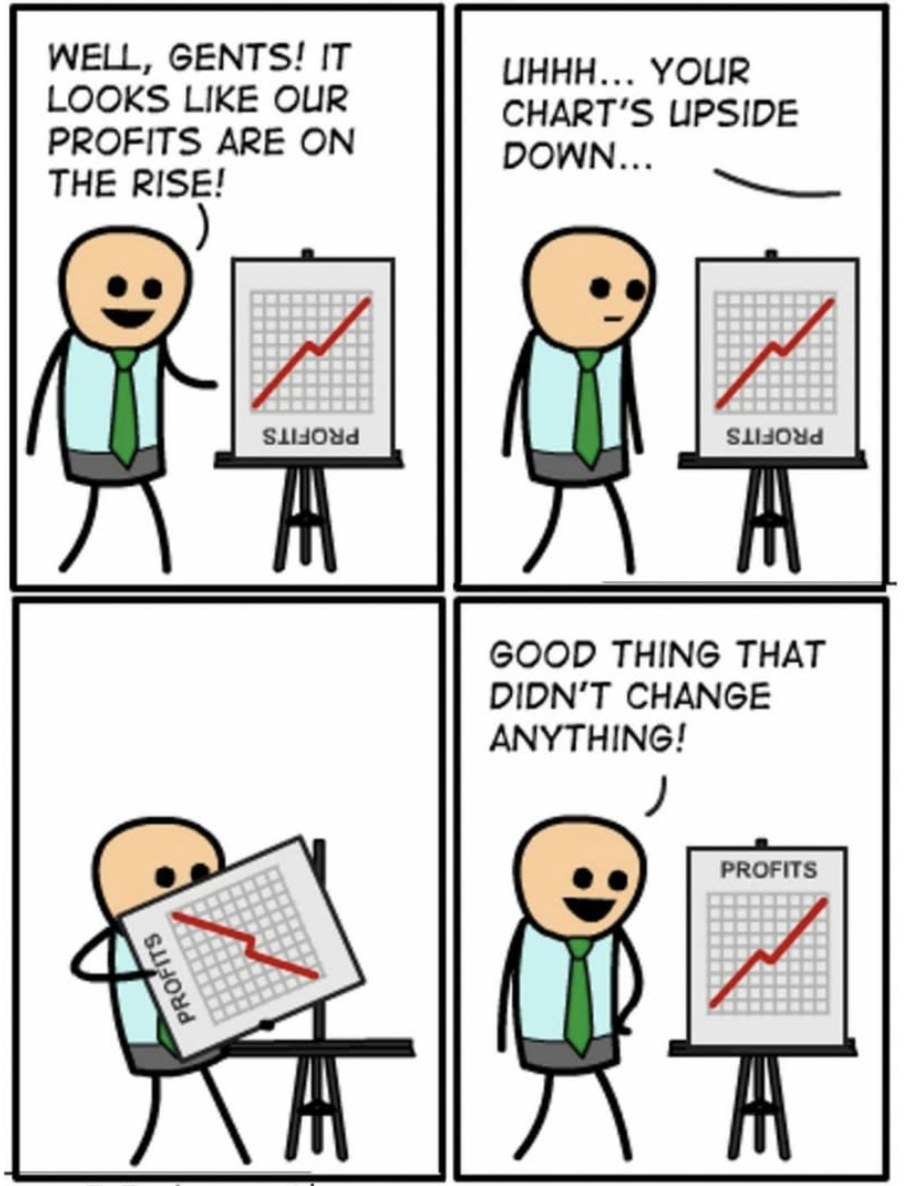 WELL, GENTS! IT
LOOKS LIKE OUR
PROFITS ARE ON
THE RISE!
PROFITS
UHHH... YOUR
CHART'S UPSIDE
DOWN...
PROFITS
PROFITS
GOOD THING THAT
DIDN'T CHANGE
ANYTHING!
PROFITS